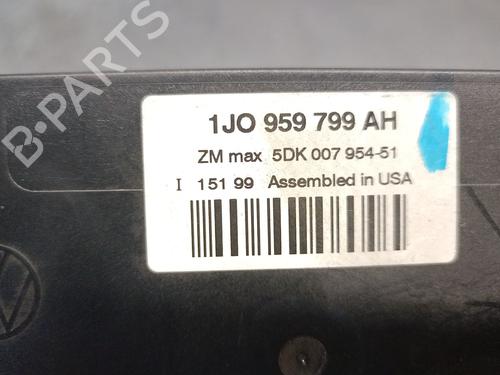 1JO 959 799 AH
ZM max 5DK 007 954-51
I 151 99 Assembled in USA
B-PARTS